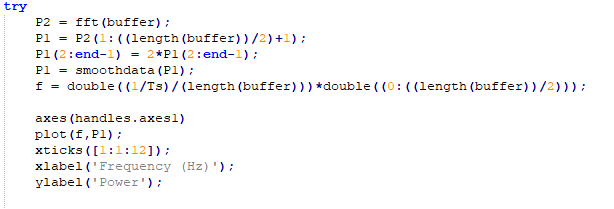 try
P2 = fft(buffer);
P1 = P2(1:((length(buffer))/2)+1);
P1(2:end-1) = 2*P1(2:end-1);
P1 = smoothdata(P1);
f = double((1/Ts)/(length(buffer)))*double((0:((length(buffer))/2)));
axes(handles.axes1)
plot(f,P1);
xticks([1:1:12]);
xlabel('Frequency (Hz)');
ylabel('Power');